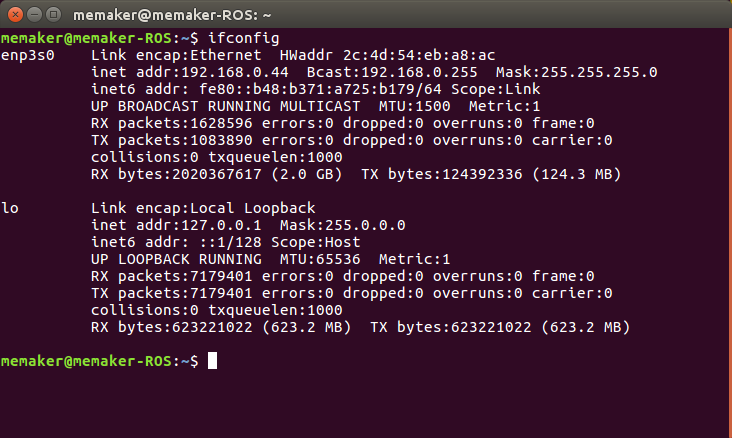 memaker@memaker-ROS: ~
memaker@memaker-ROS:~$ ifconfig
enp3s0    Link encap:Ethernet  HWaddr 2c:4d:54:eb:a8:ac
          inet addr:192.168.0.44  Bcast:192.168.0.255  Mask:255.255.255.0
          inet6 addr: fe80::b48:b371:a725:b179/64 Scope:Link
          UP BROADCAST RUNNING MULTICAST  MTU:1500  Metric:1
          RX packets:1628596 errors:0 dropped:0 overruns:0 frame:0
          TX packets:1083890 errors:0 dropped:0 overruns:0 carrier:0
          collisions:0 txqueuelen:1000
          RX bytes:2020367617 (2.0 GB)  TX bytes:124392336 (124.3 MB)
lo        Link encap:Local Loopback
          inet addr:127.0.0.1  Mask:255.0.0.0
          inet6 addr: ::1/128 Scope:Host
          UP LOOPBACK RUNNING  MTU:65536  Metric:1
          RX packets:7179401 errors:0 dropped:0 overruns:0 frame:0
          TX packets:7179401 errors:0 dropped:0 overruns:0 carrier:0
          collisions:0 txqueuelen:1000
          RX bytes:623221022 (623.2 MB)  TX bytes:623221022 (623.2 MB)
memaker@memaker-ROS:~$